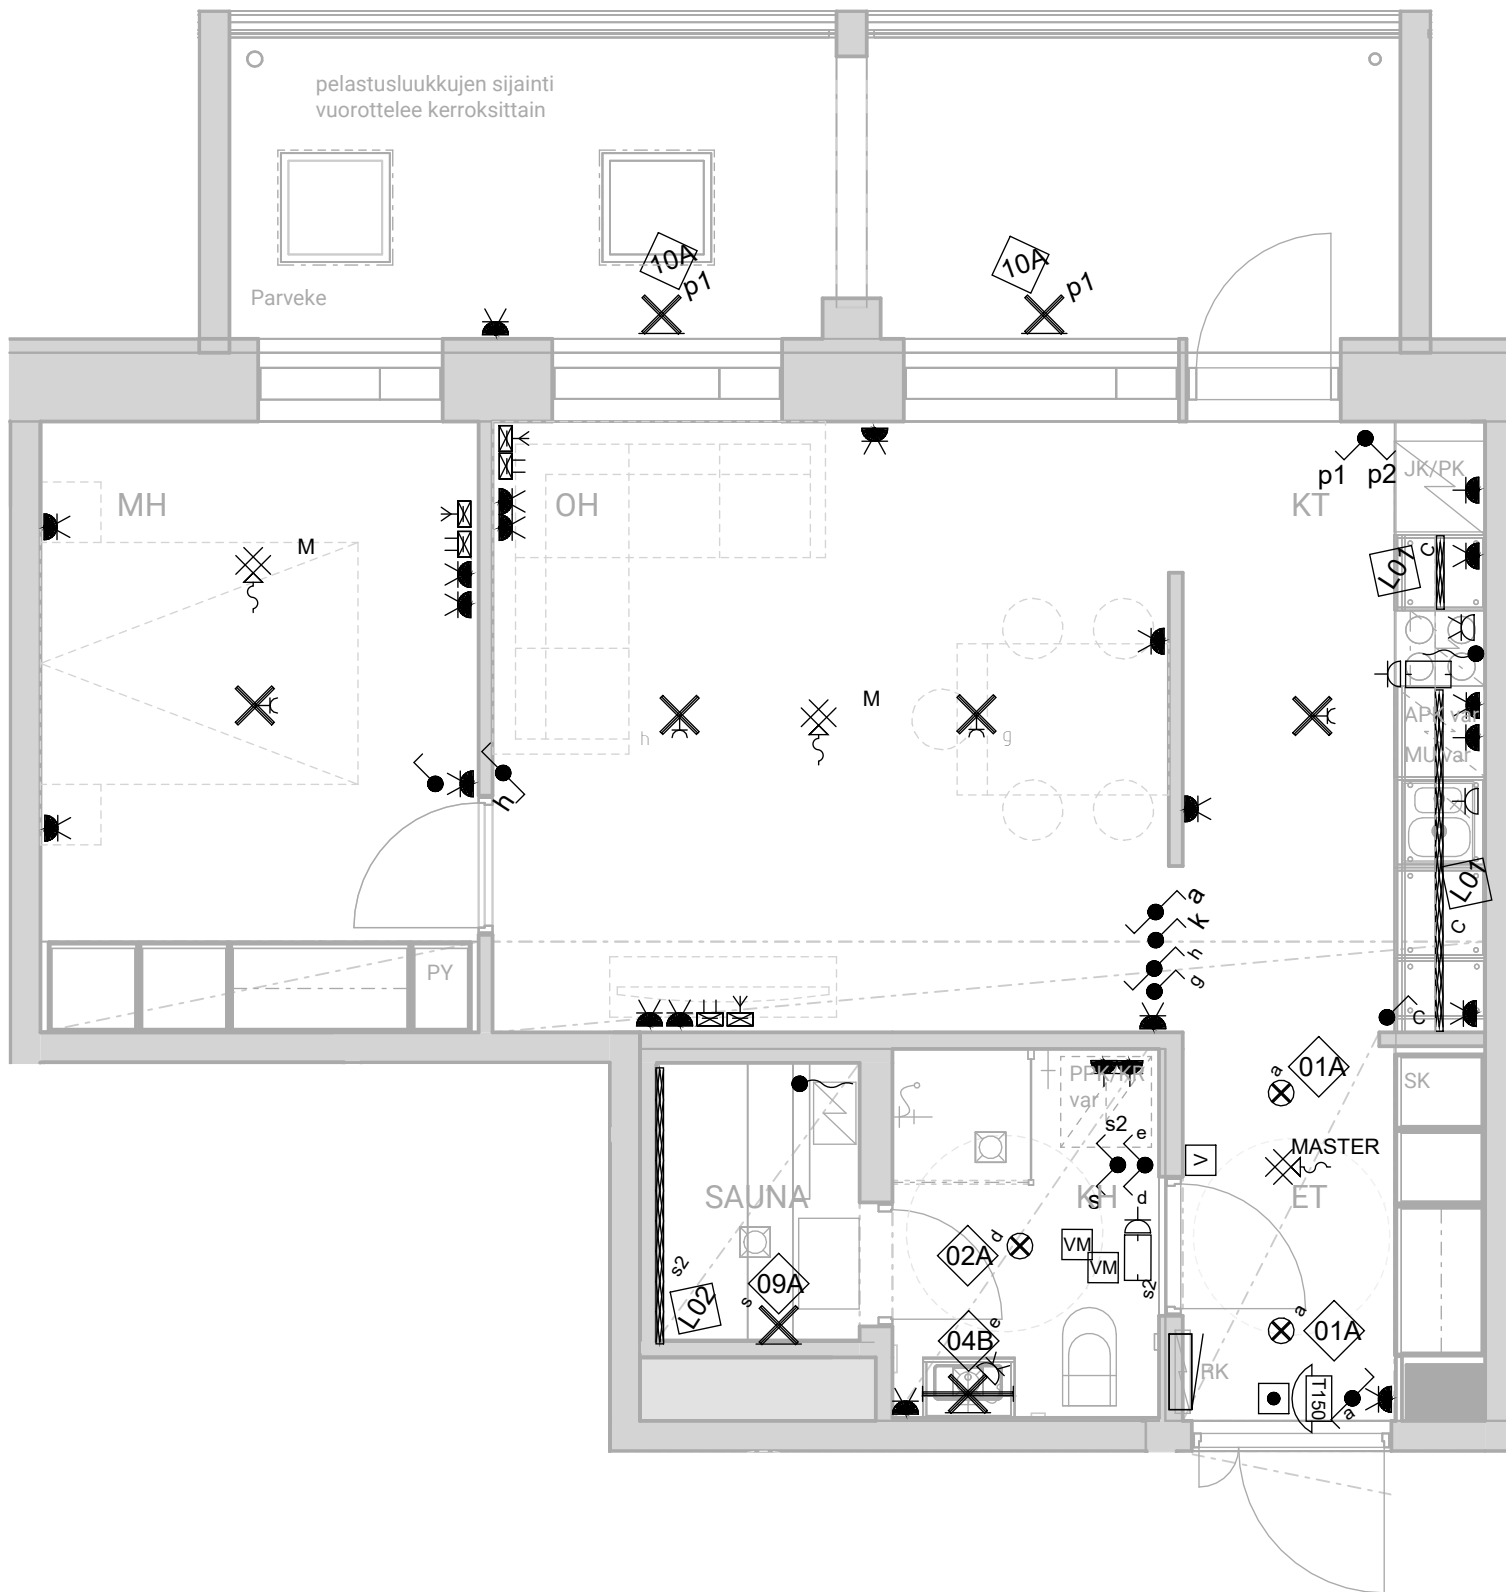 pelastusluukkujen sijainti
vuorottelee kerroksittain
10A
p1
10A
p1
Parveke
MH
M
OH
KT
p1
p2
JK/PK
L01
c
M
h
g
APK var
MU var
h
L01
c
a
k
h
g
c
PY
PPK/KR
var
s2
e
s
d
V
a
01A
SK
MASTER
SAUNA
KH
ET
s2
L02
s
09A
02A
d
VM
VM
s2
04B
e
a
01A
RK
T150
a